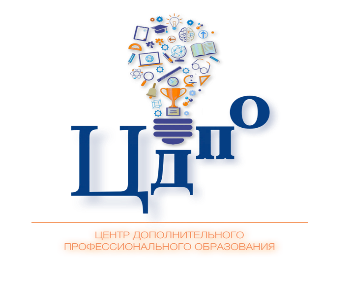 ЦДПО
ЦЕНТР ДОПОЛНИТЕЛЬНОГО
ПРОФЕССИОНАЛЬНОГО ОБРАЗОВАНИЯ